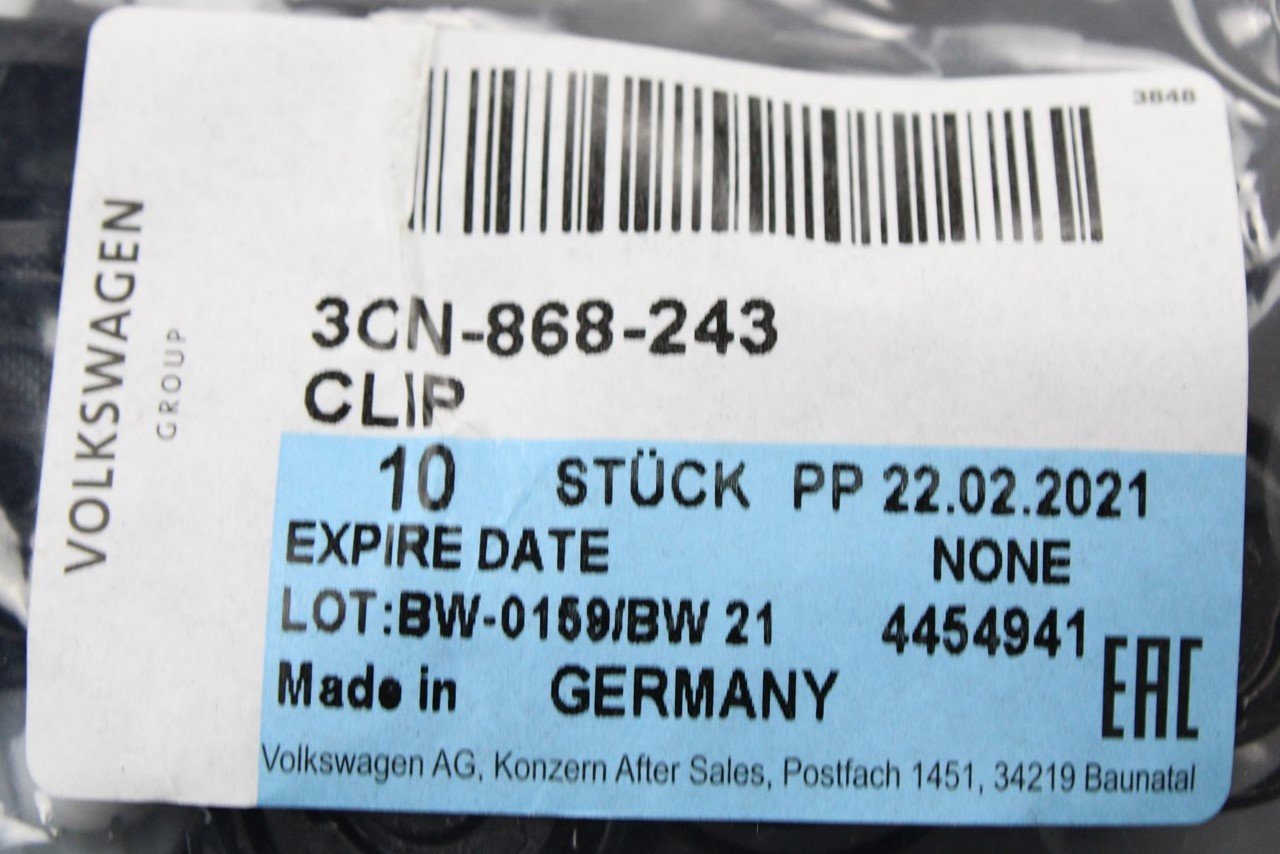 3848
VOLKSWAGEN
GROUP
3CN-868-243
CLIP
10 STÜCK PP 22.02.2021
EXPIRE DATE NONE
LOT:BW-0159/BW 21 4454941
Made in GERMANY
EAC
Volkswagen AG, Konzern After Sales, Postfach 1451, 34219 Baunatal